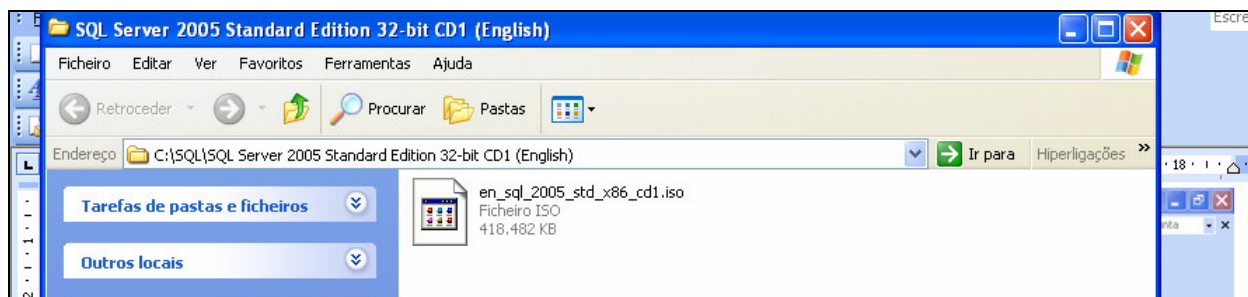 SQL Server 2005 Standard Edition 32-bit CD1 (English)
Escre
Ficheiro Editar Ver Favoritos Ferramentas Ajuda
Retroceder Procurar Pastas
Endereço C:\SQL\SQL Server 2005 Standard Edition 32-bit CD1 (English) Ir para Hiperligações »
18
Tarefas de pastas e ficheiros
en_sql_2005_std_x86_cd1.iso
Ficheiro ISO
418.482 KB
Outros locais
1